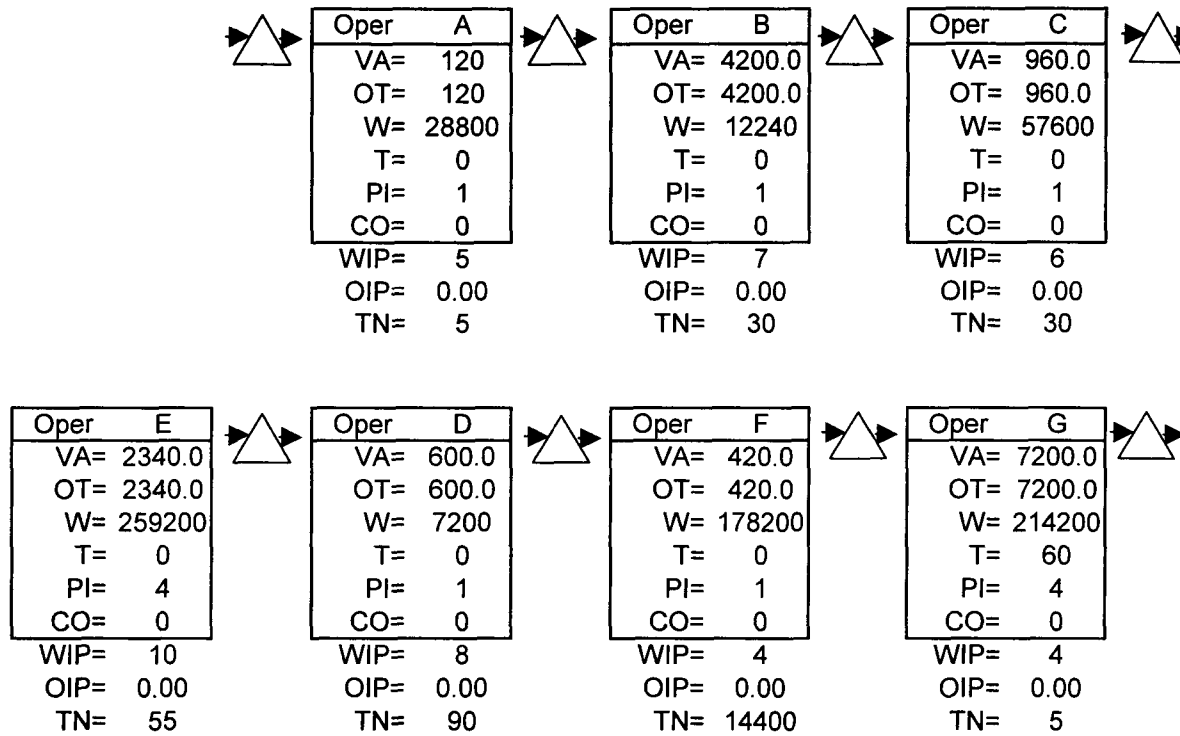 Oper A
VA= 120
OT= 120
W= 28800
T= 0
PI= 1
CO= 0
WIP= 5
OIP= 0.00
TN= 5
Oper B
VA= 4200.0
OT= 4200.0
W= 12240
T= 0
PI= 1
CO= 0
WIP= 7
OIP= 0.00
TN= 30
Oper C
VA= 960.0
OT= 960.0
W= 57600
T= 0
PI= 1
CO= 0
WIP= 6
OIP= 0.00
TN= 30
Oper E
VA= 2340.0
OT= 2340.0
W= 259200
T= 0
PI= 4
CO= 0
WIP= 10
OIP= 0.00
TN= 55
Oper D
VA= 600.0
OT= 600.0
W= 7200
T= 0
PI= 1
CO= 0
WIP= 8
OIP= 0.00
TN= 90
Oper F
VA= 420.0
OT= 420.0
W= 178200
T= 0
PI= 1
CO= 0
WIP= 4
OIP= 0.00
TN= 14400
Oper G
VA= 7200.0
OT= 7200.0
W= 214200
T= 60
PI= 4
CO= 0
WIP= 4
OIP= 0.00
TN= 5